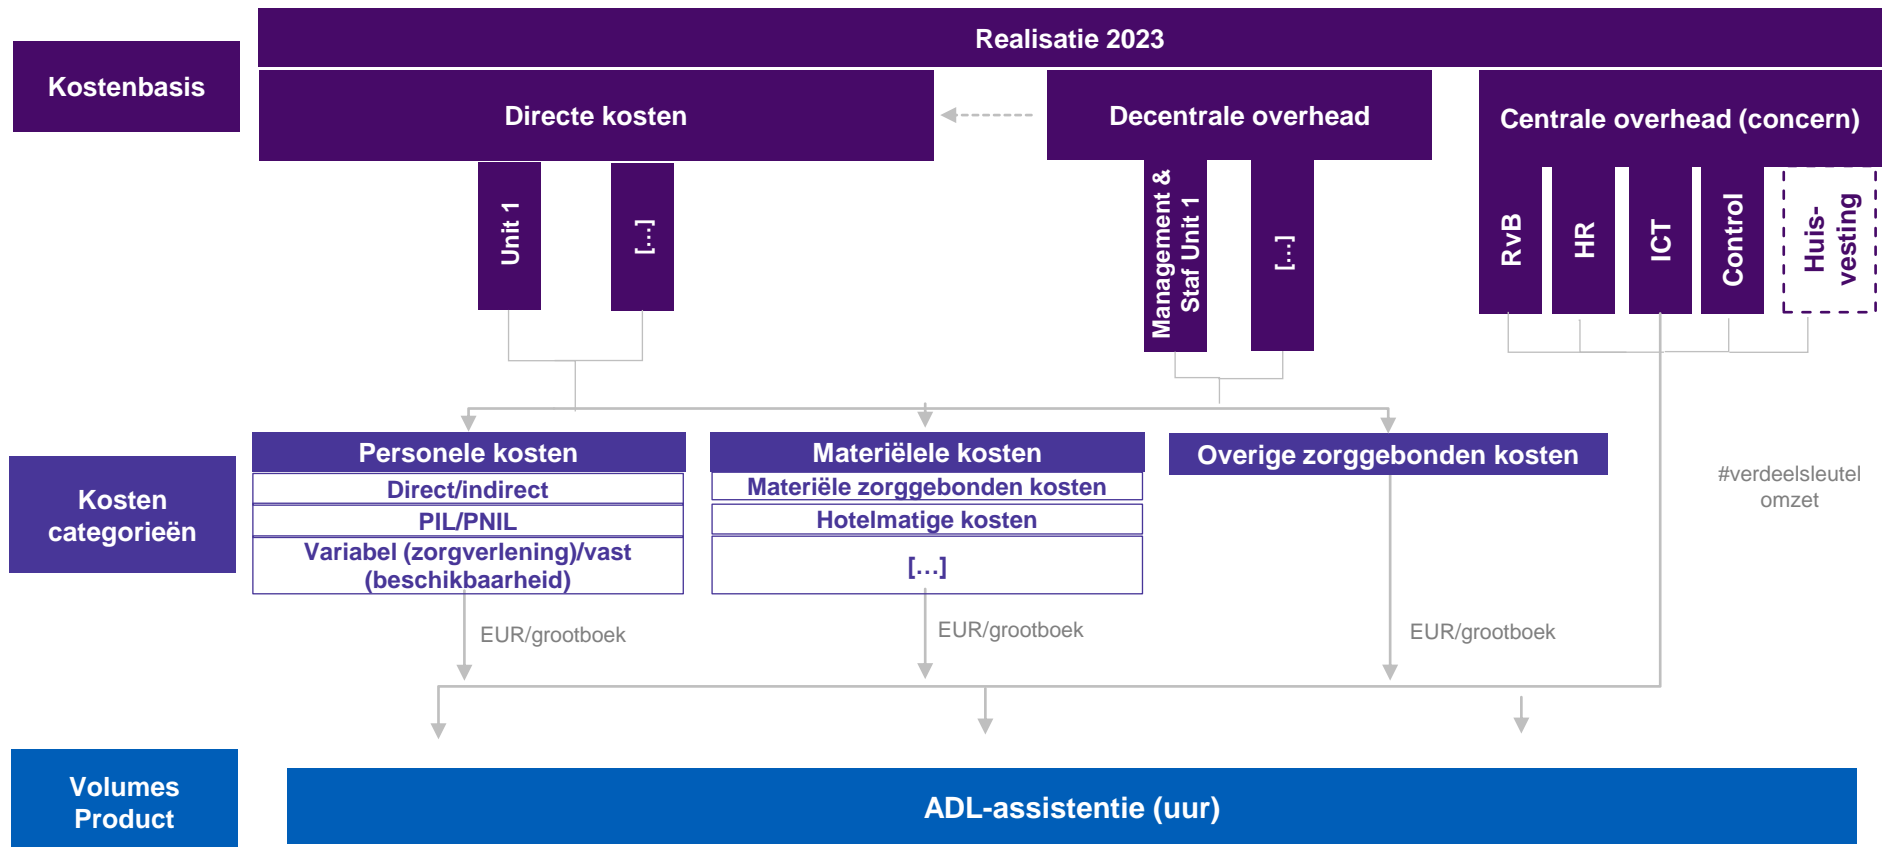 Realisatie 2023
Kostenbasis
Directe kosten
Decentrale overhead
Centrale overhead (concern)
Unit 1
[…]
Management &
Staf Unit 1
[…]
RvB
HR
ICT
Control
Huis-
vesting
Kosten
categorieën
Personele kosten
Direct/indirect
PIL/PNIL
Variabel (zorgverlening)/vast
(beschikbaarheid)
Materiëlele kosten
Materiële zorggebonden kosten
Hotelmatige kosten
[…]
Overige zorggebonden kosten
#verdeelsleutel
omzet
EUR/grootboek
EUR/grootboek
EUR/grootboek
Volumes
Product
ADL-assistentie (uur)